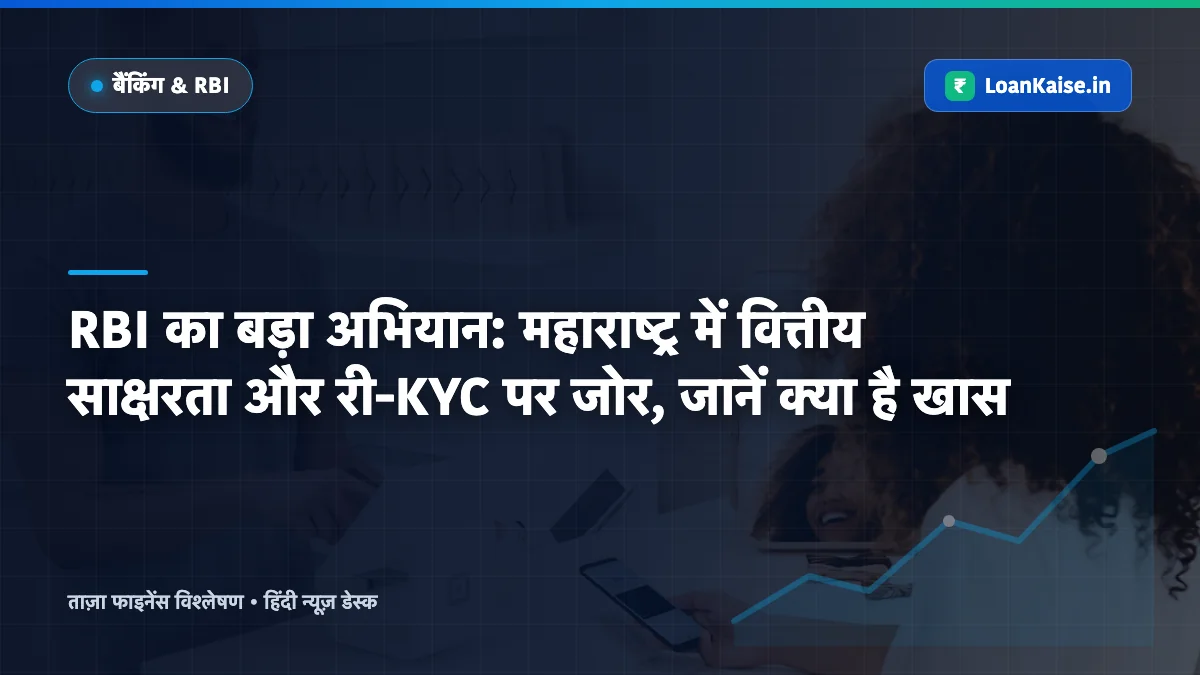 बैंकिंग & RBI
₹ LoanKaise.in
RBI का बड़ा अभियान: महाराष्ट्र में वित्तीय
साक्षरता और री-KYC पर जोर, जानें क्या है खास
ताज़ा फाइनेंस विश्लेषण • हिंदी न्यूज़ डेस्क